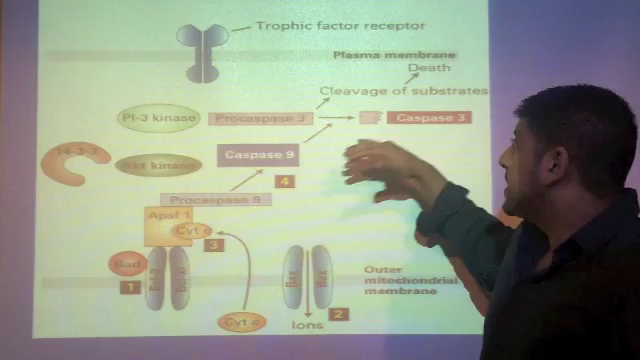 Trophic factor receptor
Plasma membrane
Death
Cleavage of substrates
PI-3 kinase
Procaspase 3
Caspase 3
14-3-3
Akt kinase
Caspase 9
4
Procaspase 9
Apaf 1
Cyt c
3
Bad
1
Bax
Bax
Outer
mitochondrial
membrane
2
Cyt c
Ions